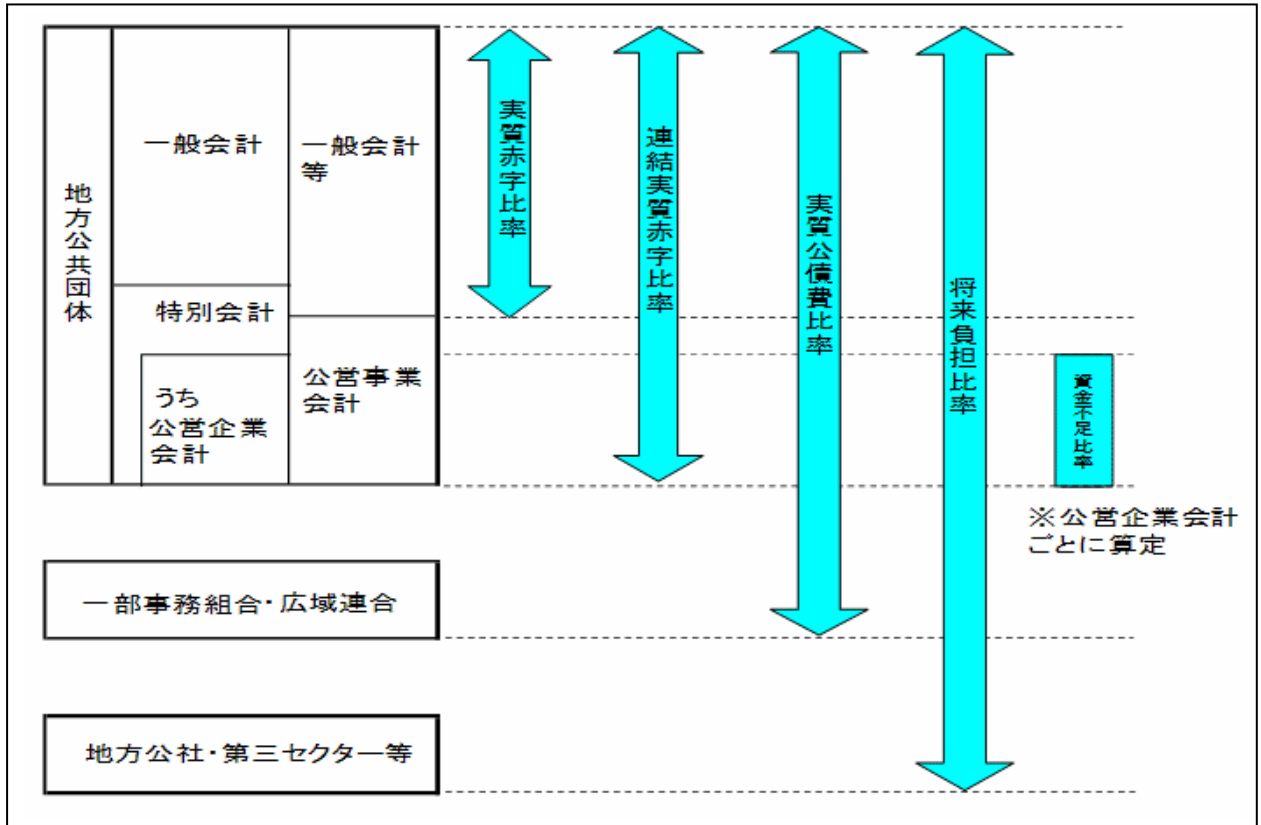 地方公共団体
一般会計
特別会計
うち
公営企業
会計
一般会計
等
公営事業
会計
実質赤字比率
連結実質赤字比率
実質公債費比率
将来負担比率
資金不足比率
※公営企業会計
ごとに算定
一部事務組合・広域連合
地方公社・第三セクター等